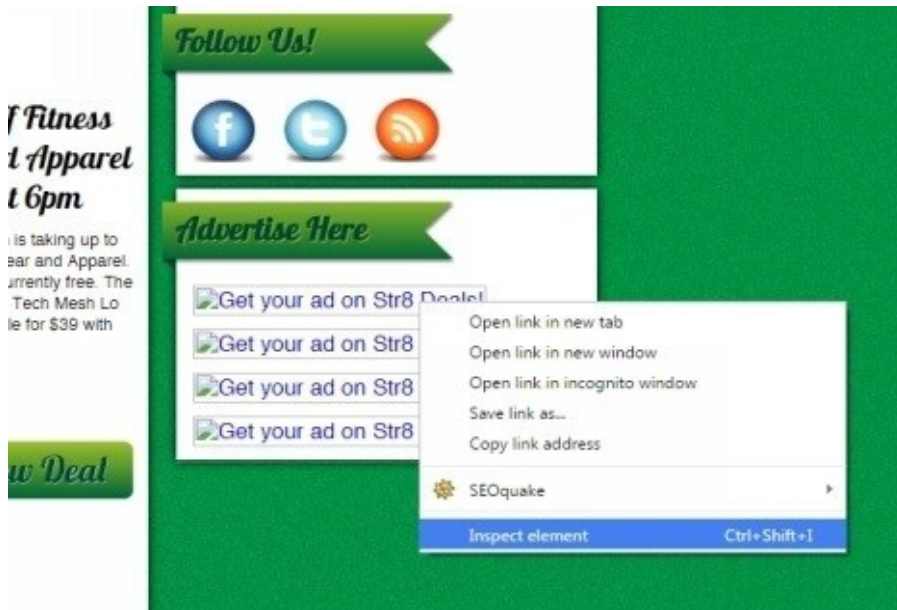 Follow Us!
f Fitness
d Apparel
t 6pm
is taking up to
ear and Apparel.
urrently free. The
Tech Mesh Lo
le for $39 with
w Deal
Advertise Here
Get your ad on Str8 Deals!
Get your ad on Str8
Get your ad on Str8
Get your ad on Str8
Open link in new tab
Open link in new window
Open link in incognito window
Save link as...
Copy link address
SEOquake
Inspect element Ctrl+Shift+I